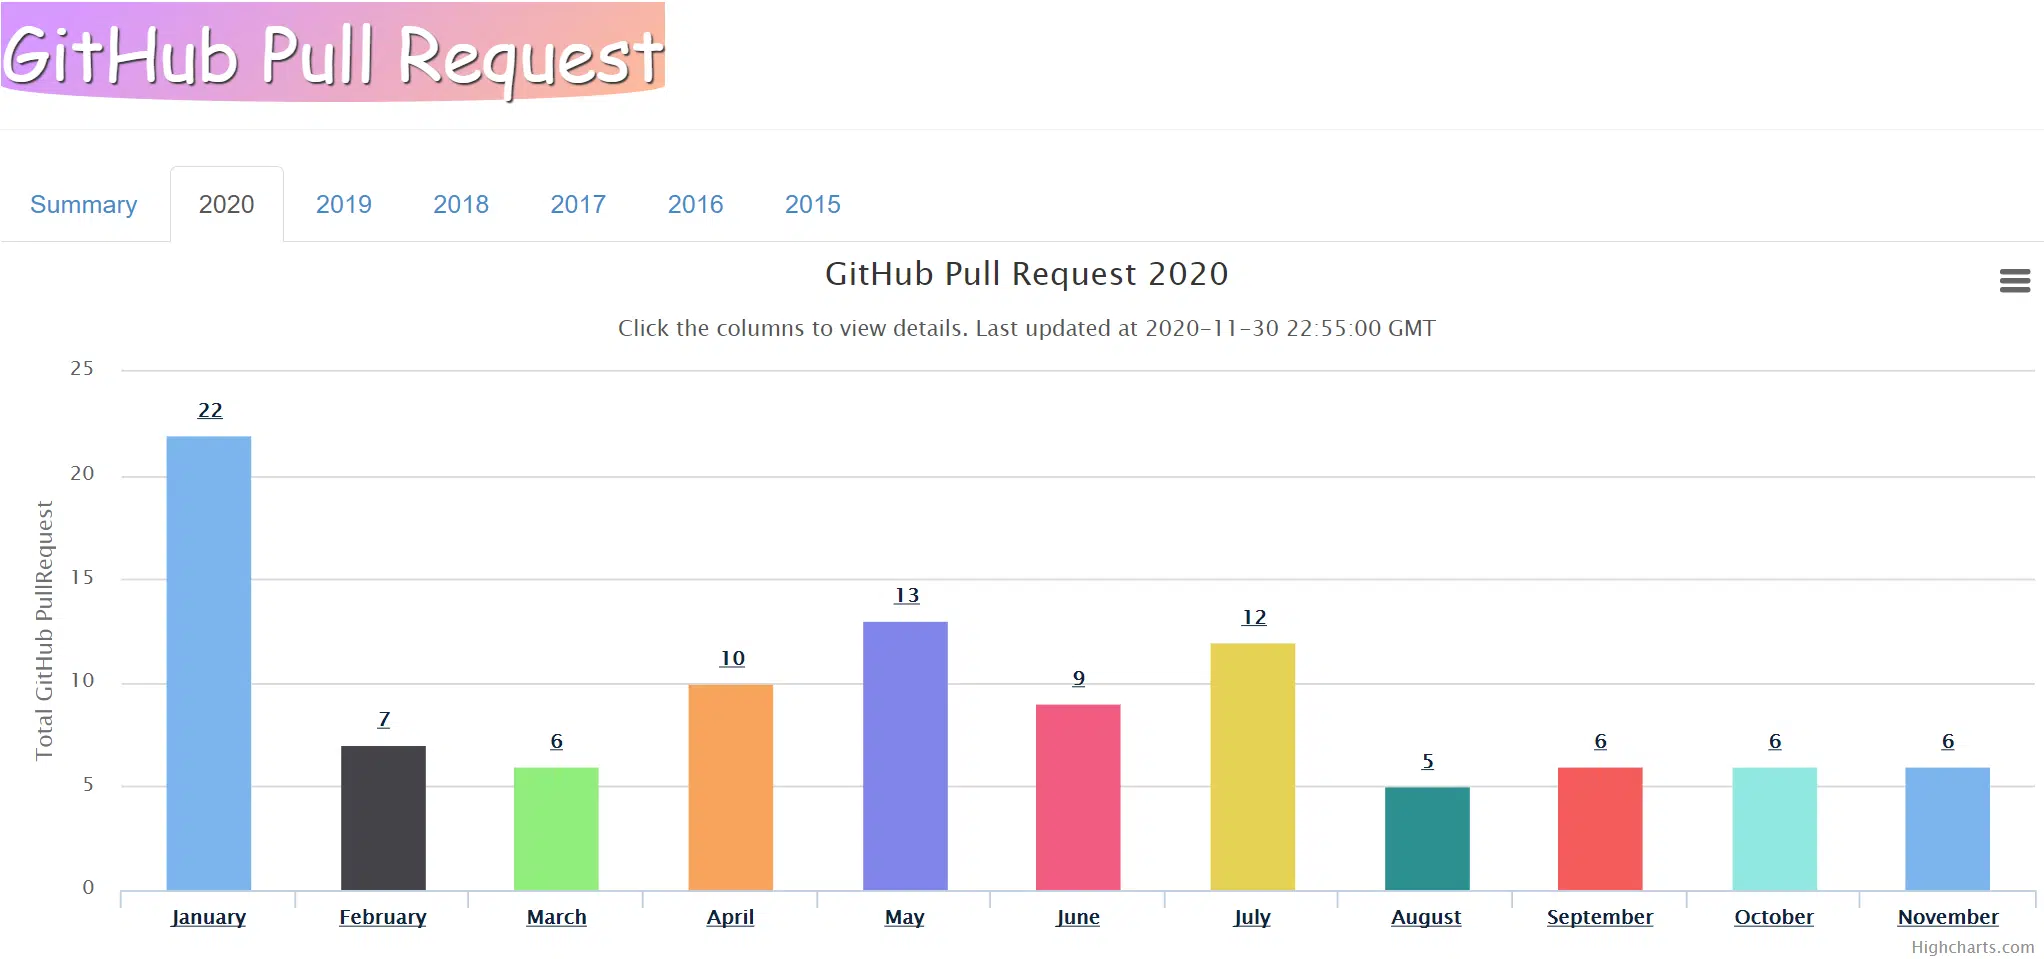 GitHub Pull Request
Summary 2020 2019 2018 2017 2016 2015
GitHub Pull Request 2020
Click the columns to view details. Last updated at 2020-11-30 22:55:00 GMT
Total GitHub PullRequest
25
20
15
10
5
0
22
7
6
10
13
9
12
5
6
6
6
January February March April May June July August September October November
Highcharts.com